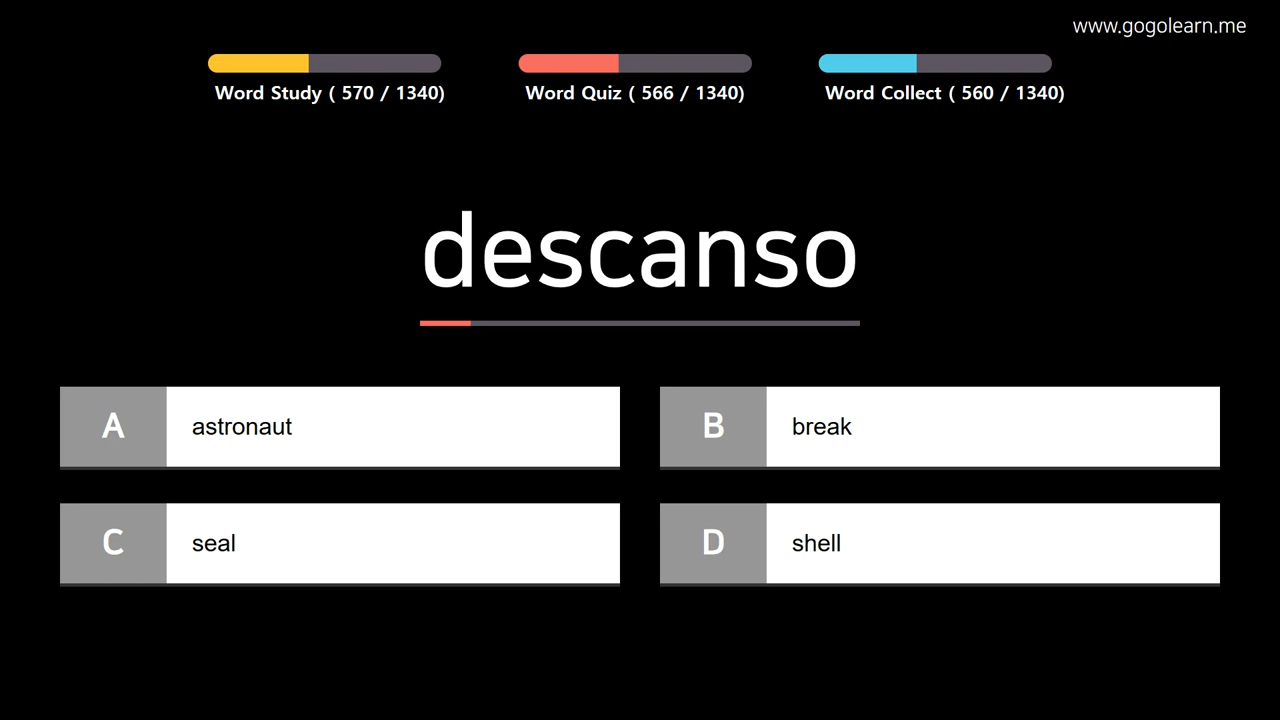 www.gogolearn.me
Word Study ( 570 / 1340)
Word Quiz ( 566 / 1340)
Word Collect ( 560 / 1340)
descanso
A astronaut
B break
C seal
D shell